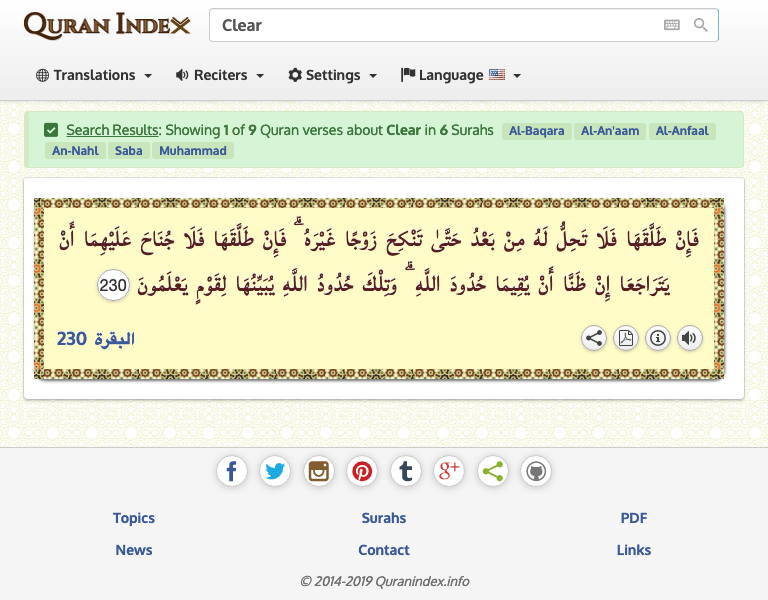 QURAN INDEX
Clear
Translations
Reciters
Settings
Language
Search Results: Showing 1 of 9 Quran verses about Clear in 6 Surahs Al-Baqara Al-An'aam Al-Anfaal
An-Nahl Saba Muhammad
فَإِنْ طَلَّقَهَا فَلَا تَحِلُّ لَهُ مِنْ بَعْدُ حَتَّىٰ تَنْكِحَ زَوْجًا غَيْرَهُ ۗ فَإِنْ طَلَّقَهَا فَلَا جُنَاحَ عَلَيْهِمَا أَنْ
يَتَرَاجَعَا إِنْ ظَنَّا أَنْ يُقِيمَا حُدُودَ اللَّهِ ۗ وَتِلْكَ حُدُودُ اللَّهِ يُبَيِّنُهَا لِقَوْمٍ يَعْلَمُونَ 230
البقرة 230
Topics Surahs PDF
News Contact Links
© 2014-2019 Quranindex.info